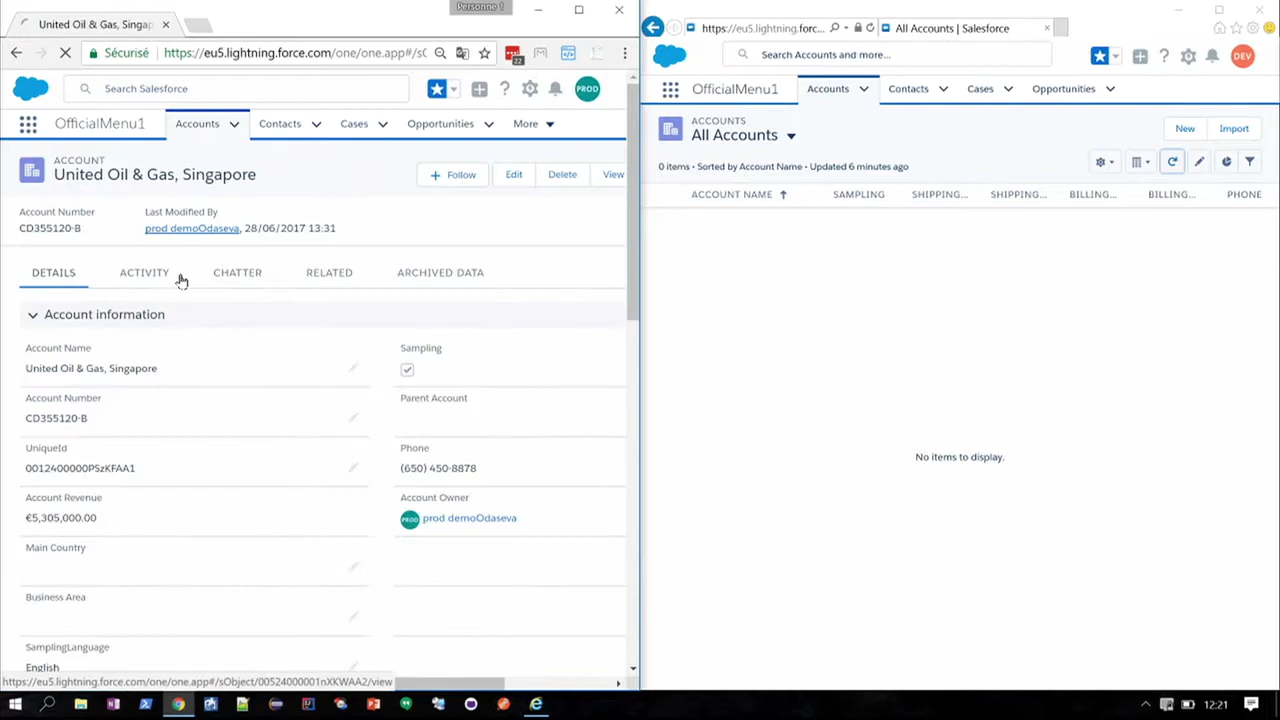 Personne 1
United Oil & Gas, Singap
Sécurisé
https://eu5.lightning.force.com/one/one.app#/sO
22
Search Salesforce
PROD
OfficialMenu1
Accounts
Contacts
Cases
Opportunities
More
ACCOUNT
United Oil & Gas, Singapore
Follow
Edit
Delete
View
Account Number
Last Modified By
CD355120-B
prod demoOdaseva, 28/06/2017 13:31
DETAILS
ACTIVITY
CHATTER
RELATED
ARCHIVED DATA
Account information
Account Name
Sampling
United Oil & Gas, Singapore
Account Number
Parent Account
CD355120-B
UniqueId
Phone
0012400000PSzKFAA1
(650) 450-8878
Account Revenue
Account Owner
€5,305,000.00
PROD
prod demoOdaseva
Main Country
Business Area
SamplingLanguage
English
https://eu5.lightning.force.com/one/one.app#/sObject/00524000001nXKWAA2/view
https://eu5.lightning.forc...
All Accounts | Salesforce
Search Accounts and more...
DEV
OfficialMenu1
Accounts
Contacts
Cases
Opportunities
ACCOUNTS
All Accounts
New
Import
0 items • Sorted by Account Name • Updated 6 minutes ago
ACCOUNT NAME
SAMPLING
SHIPPING...
SHIPPING...
BILLING...
BILLING...
PHONE
No items to display.
12:21